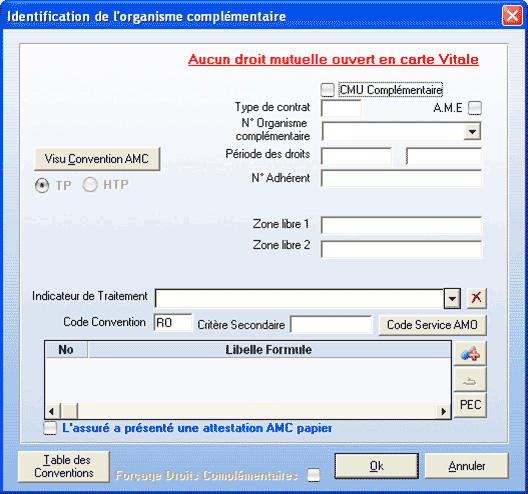 Identification de l'organisme complémentaire
Aucun droit mutuelle ouvert en carte Vitale
CMU Complémentaire
Type de contrat
A.M.E
N° Organisme
complémentaire
Visu Convention AMC
Période des droits
TP
HTP
N° Adhérent
Zone libre 1
Zone libre 2
Indicateur de Traitement
Code Convention
RO
Critère Secondaire
Code Service AMO
No
Libelle Formule
PEC
L'assuré a présenté une attestation AMC papier
Table des
Conventions
Forçage Droits Complémentaires
Ok
Annuler